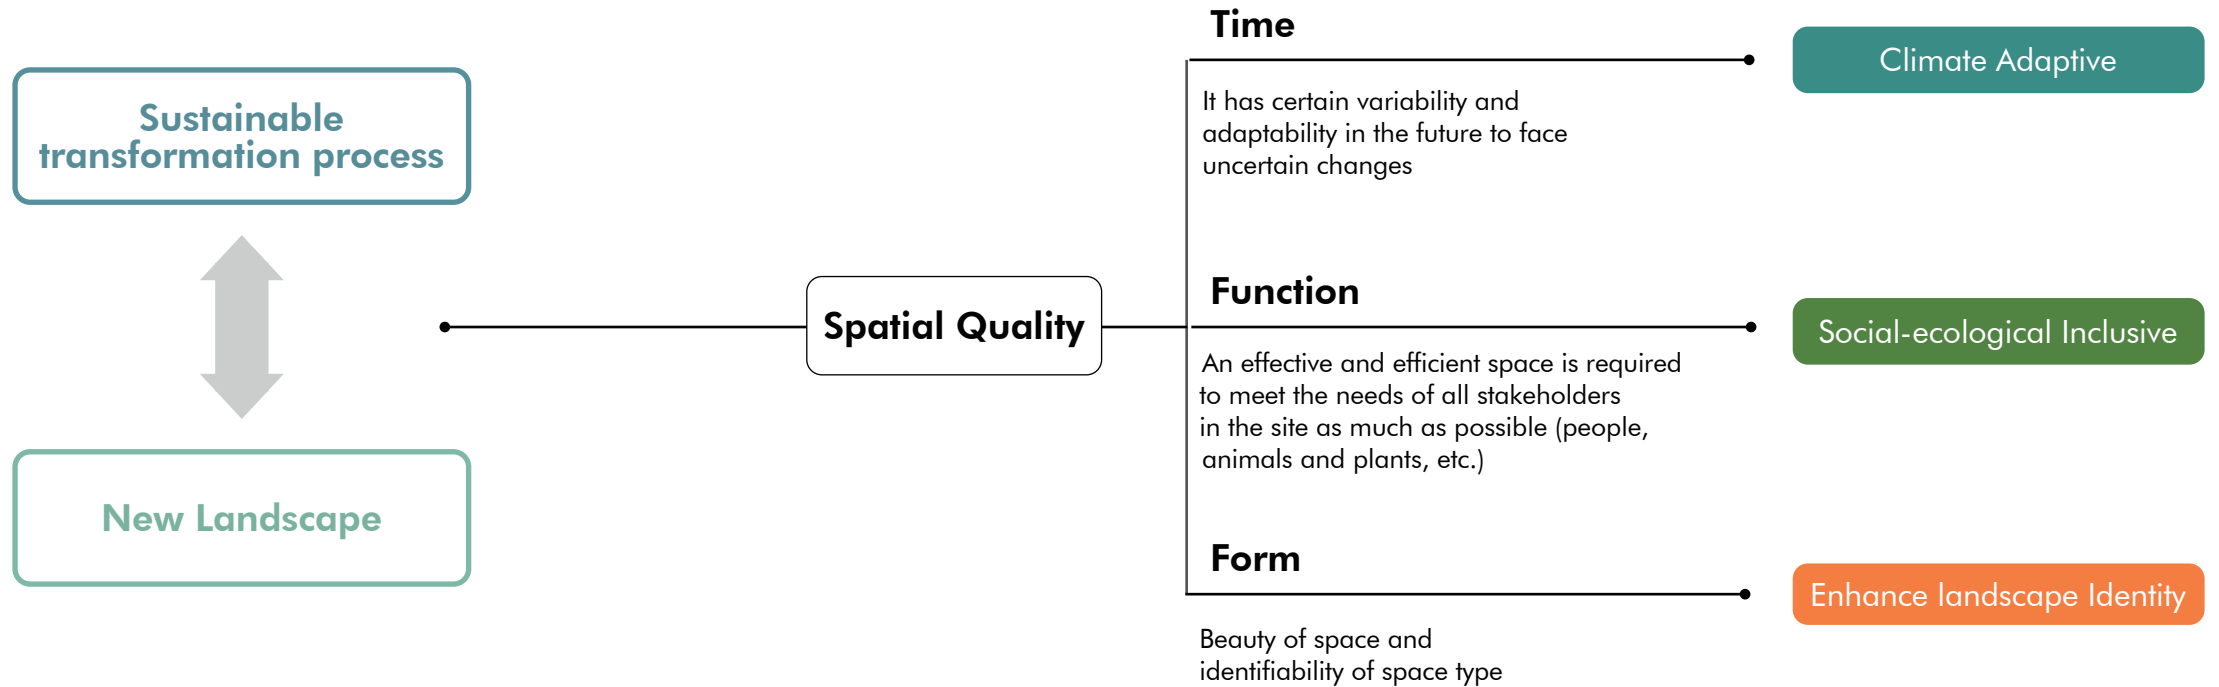 Sustainable
transformation process
New Landscape
Spatial Quality
Time
It has certain variability and
adaptability in the future to face
uncertain changes
Climate Adaptive
Function
An effective and efficient space is required
to meet the needs of all stakeholders
in the site as much as possible (people,
animals and plants, etc.)
Social-ecological Inclusive
Form
Beauty of space and
identifiability of space type
Enhance landscape Identity